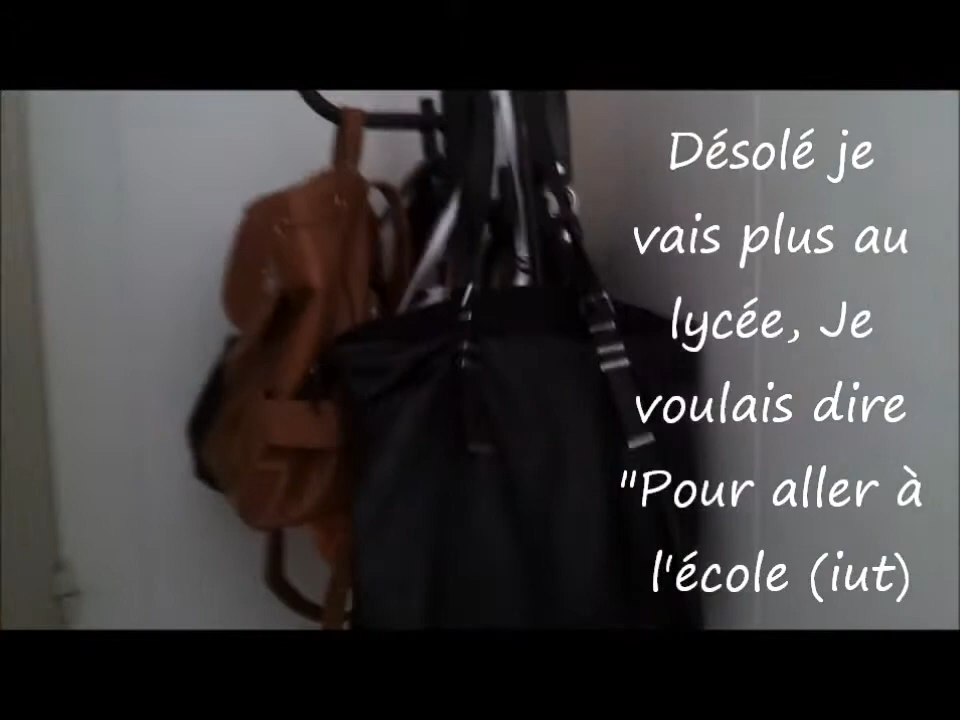 Désolé je
vais plus au
lycée, Je
voulais dire
"Pour aller à
l'école (iut)